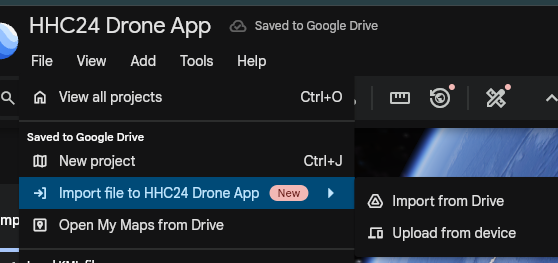 HHC24 Drone App Saved to Google Drive
File View Add Tools Help
View all projects Ctrl+O
Saved to Google Drive
New project Ctrl+J
Import file to HHC24 Drone App New
Import from Drive
Open My Maps from Drive
Upload from device